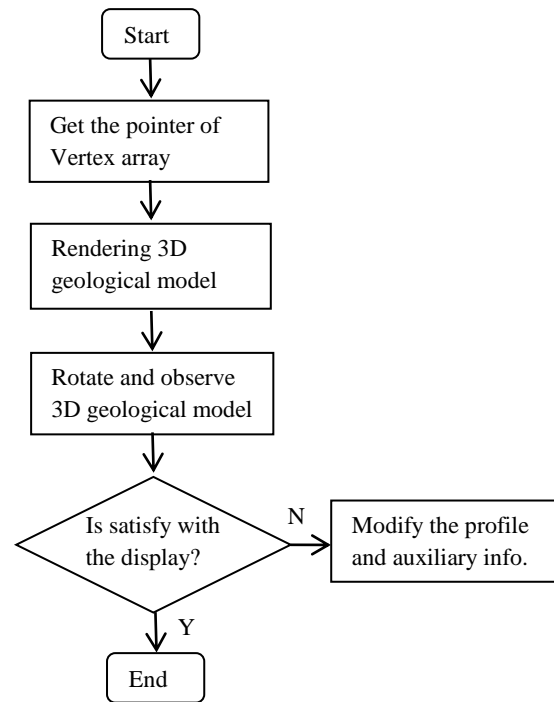 Start
Get the pointer of
Vertex array
Rendering 3D
geological model
Rotate and observe
3D geological model
Is satisfy with
the display?
N
Modify the profile
and auxiliary info.
Y
End